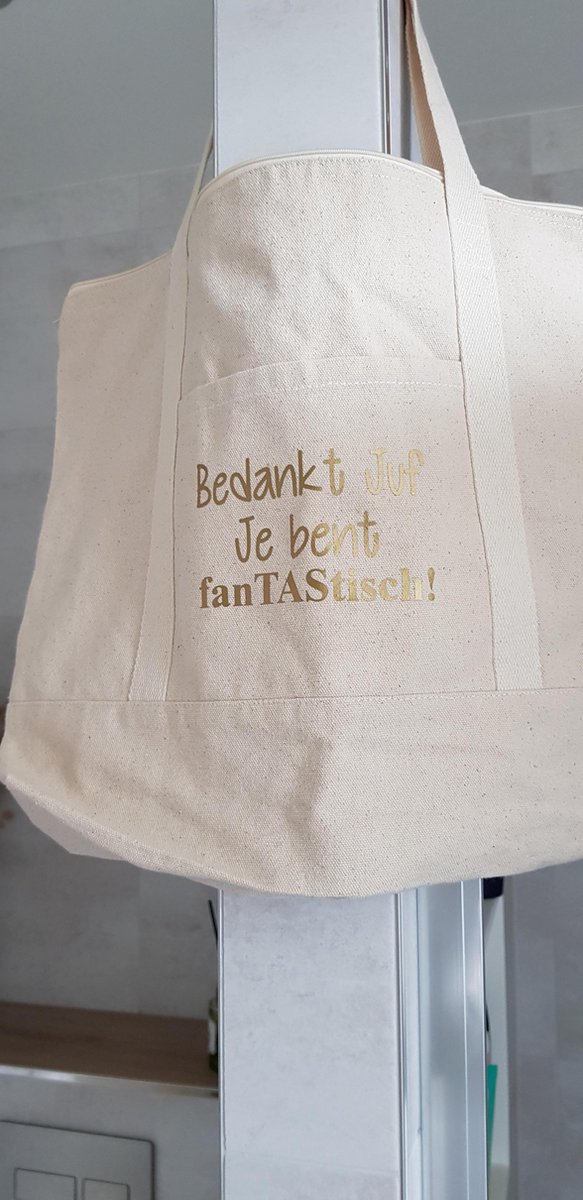 Bedankt Juf
Je bent
fanTAStisch!